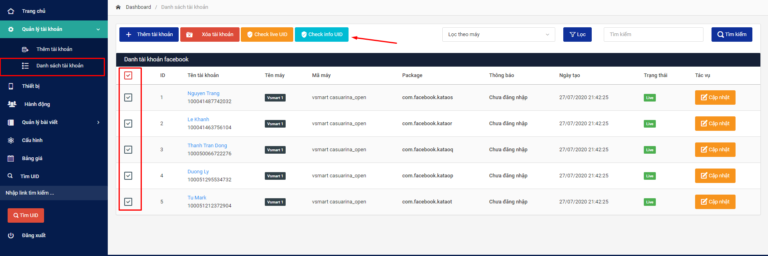 Trang chủ
Quản lý tài khoản
Thêm tài khoản
Danh sách tài khoản
Thiết bị
Hành động
Quản lý bài viết
Cấu hình
Bảng giá
Tìm UID
Nhập link tìm kiếm ...
Tìm UID
Đăng xuất
Dashboard / Danh sách tài khoản
Thêm tài khoản Xóa tài khoản Check live UID Check info UID Lọc theo máy Lọc Tìm kiếm Tìm kiếm
Danh tài khoản facebook
ID Tên tài khoản Tên máy Mã máy Package Thông báo Ngày tạo Trạng thái Tác vụ
1 Nguyen Trang 100041487742032 Vsmart 1 vsmart casuarina_open com.facebook.kataos Chưa đăng nhập 27/07/2020 21:42:25 Live Cập nhật
2 Le Khanh 100041463756104 Vsmart 1 vsmart casuarina_open com.facebook.kataor Chưa đăng nhập 27/07/2020 21:42:25 Live Cập nhật
3 Thanh Tran Dong 100050066722276 Vsmart 1 vsmart casuarina_open com.facebook.kataoq Chưa đăng nhập 27/07/2020 21:42:25 Live Cập nhật
4 Duong Ly 100051295534732 Vsmart 1 vsmart casuarina_open com.facebook.kataop Chưa đăng nhập 27/07/2020 21:42:25 Live Cập nhật
5 Tu Marh 100051212372904 Vsmart 1 vsmart casuarina_open com.facebook.kataot Chưa đăng nhập 27/07/2020 21:42:25 Live Cập nhật